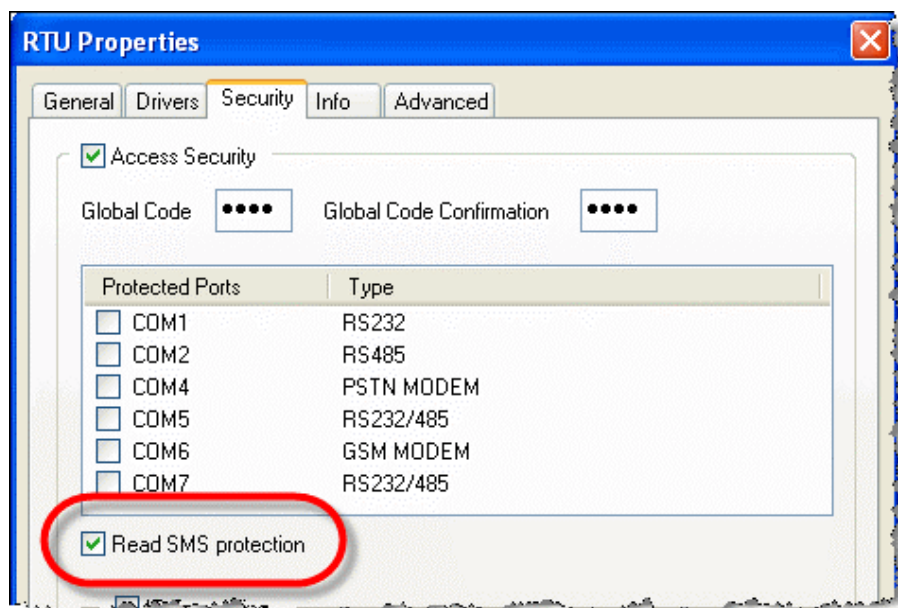 RTU Properties
General Drivers Security Info Advanced
Access Security
Global Code •••• Global Code Confirmation ••••
Protected Ports Type
COM1 RS232
COM2 RS485
COM4 PSTN MODEM
COM5 RS232/485
COM6 GSM MODEM
COM7 RS232/485
Read SMS protection